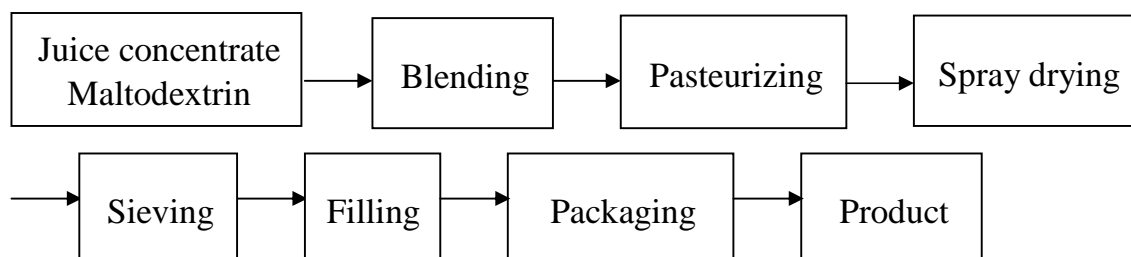 Juice concentrate
Maltodextrin
Blending
Pasteurizing
Spray drying
Sieving
Filling
Packaging
Product